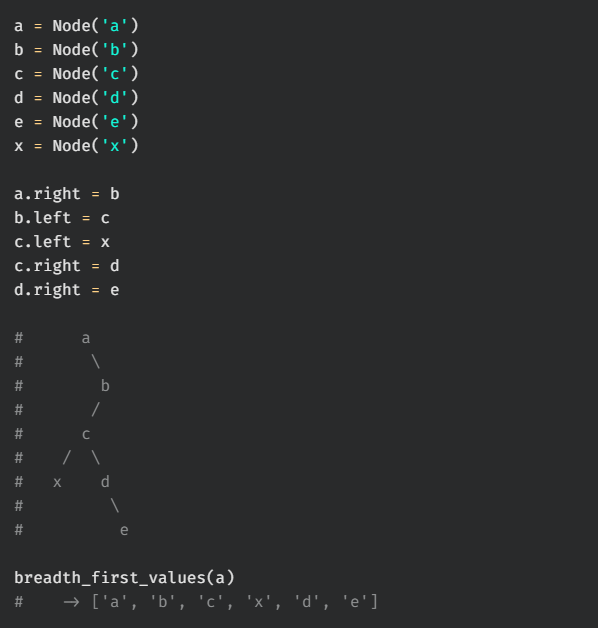 a = Node('a')
b = Node('b')
c = Node('c')
d = Node('d')
e = Node('e')
x = Node('x')

a.right = b
b.left = c
c.left = x
c.right = d
d.right = e

#      a
#       \
#        b
#       /
#      c
#    /  \
#   x    d
#         \
#          e

breadth_first_values(a)
#    -> ['a', 'b', 'c', 'x', 'd', 'e']